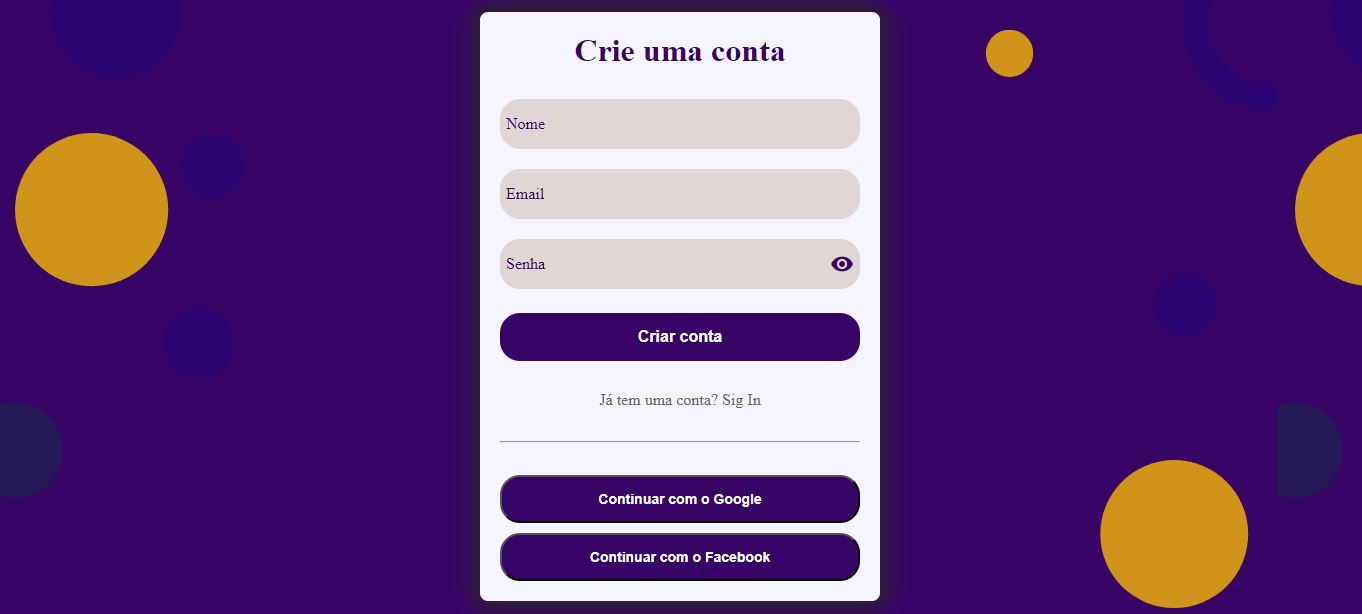 Crie uma conta
Nome
Email
Senha
Criar conta
Já tem uma conta? Sig In
Continuar com o Google
Continuar com o Facebook